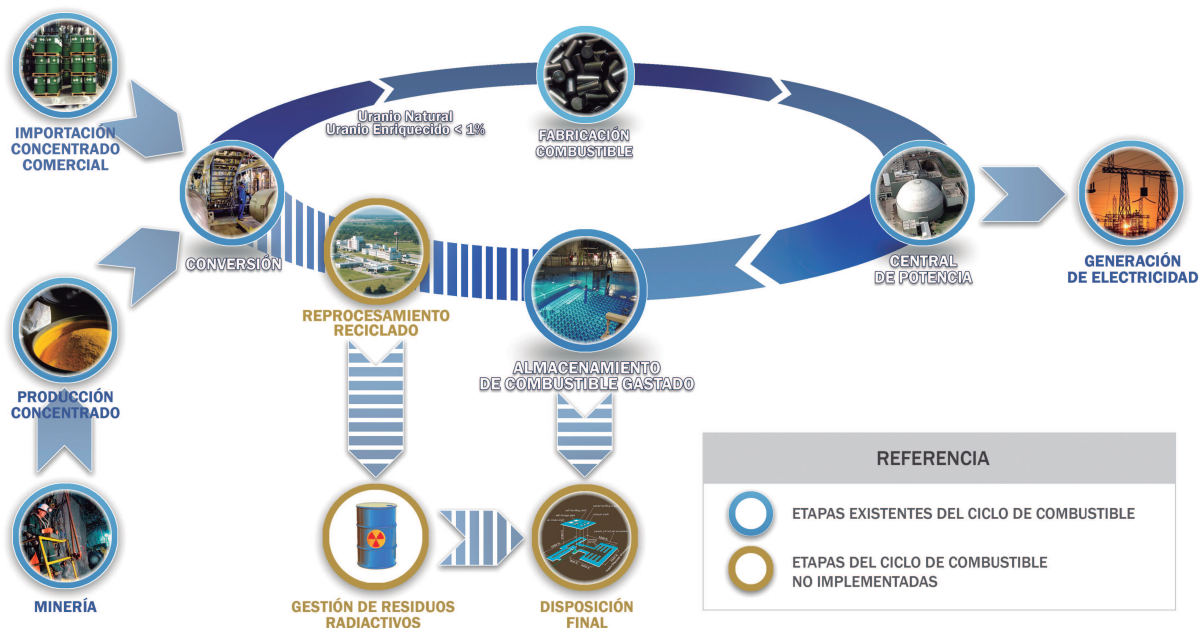 IMPORTACIÓN
CONCENTRADO
COMERCIAL
Uranio Natural
Uranio Enriquecido < 1%
FABRICACIÓN
COMBUSTIBLE
CONVERSIÓN
CENTRAL
DE POTENCIA
GENERACIÓN
DE ELECTRICIDAD
REPROCESAMIENTO
RECICLADO
ALMACENAMIENTO
DE COMBUSTIBLE GASTADO
PRODUCCIÓN
CONCENTRADO
MINERÍA
GESTIÓN DE RESIDUOS
RADIACTIVOS
DISPOSICIÓN
FINAL
REFERENCIA
ETAPAS EXISTENTES DEL CICLO DE COMBUSTIBLE
ETAPAS DEL CICLO DE COMBUSTIBLE
NO IMPLEMENTADAS